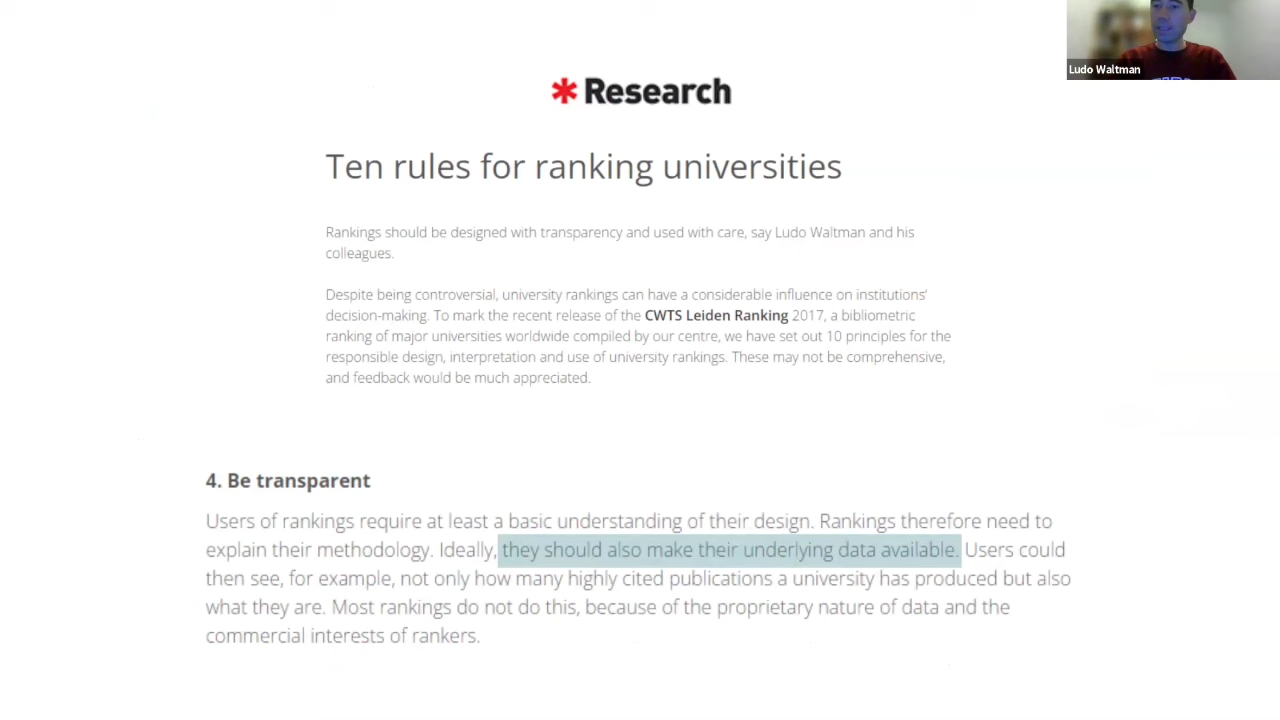 Ludo Waltman
*Research
Ten rules for ranking universities
Rankings should be designed with transparency and used with care, say Ludo Waltman and his
colleagues.
Despite being controversial, university rankings can have a considerable influence on institutions'
decision-making. To mark the recent release of the CWTS Leiden Ranking 2017, a bibliometric
ranking of major universities worldwide compiled by our centre, we have set out 10 principles for the
responsible design, interpretation and use of university rankings. These may not be comprehensive,
and feedback would be much appreciated.
4. Be transparent
Users of rankings require at least a basic understanding of their design. Rankings therefore need to
explain their methodology. Ideally, they should also make their underlying data available. Users could
then see, for example, not only how many highly cited publications a university has produced but also
what they are. Most rankings do not do this, because of the proprietary nature of data and the
commercial interests of rankers.